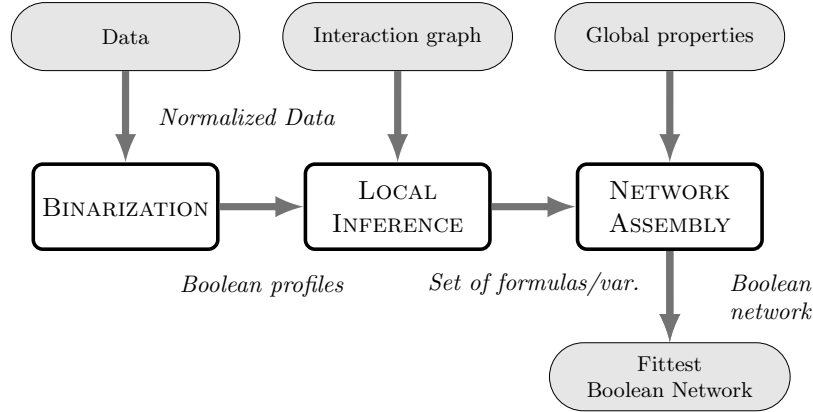 Data
Interaction graph
Global properties
Normalized Data
BINARIZATION
LOCAL
INFERENCE
NETWORK
ASSEMBLY
Boolean profiles
Set of formulas/var.
Boolean
network
Fittest
Boolean Network